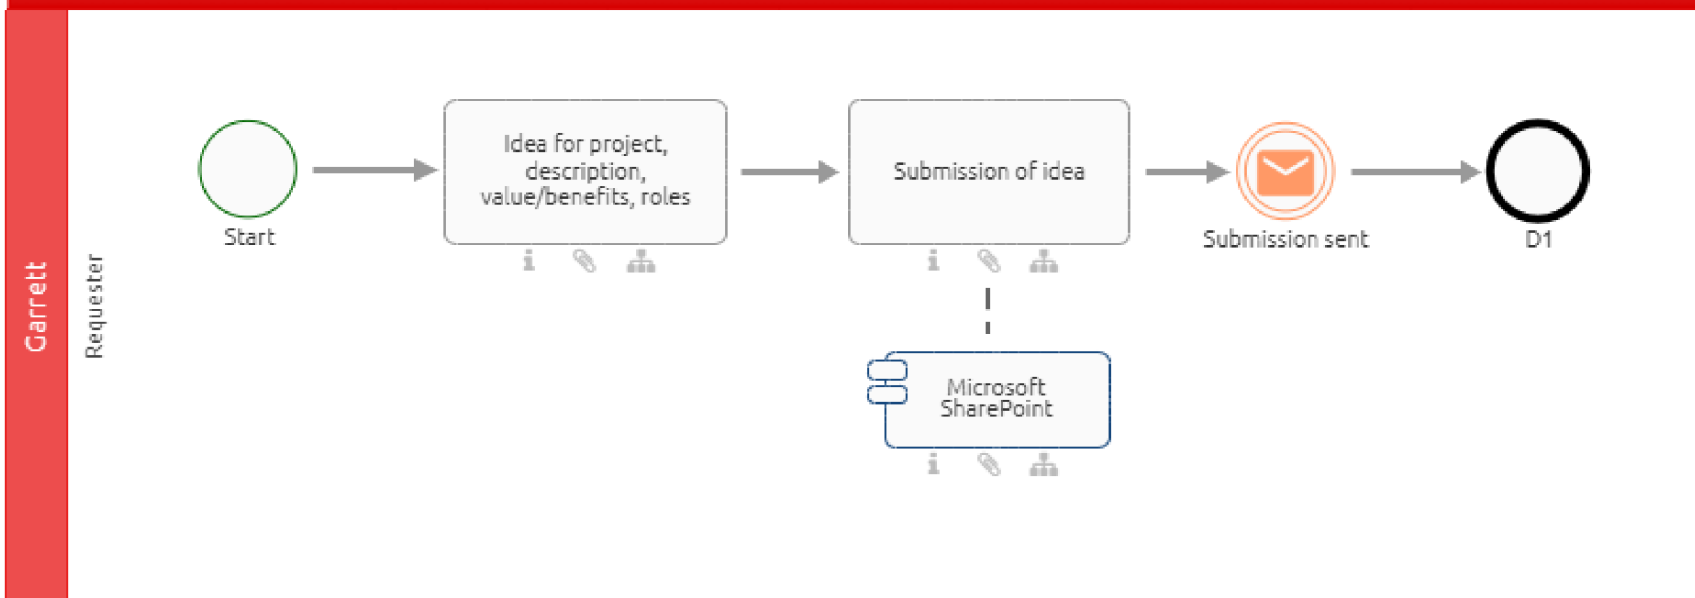 Garrett
Requester
Start
Idea for project,
description,
value/benefits, roles
Submission of idea
Submission sent
D1
Microsoft
SharePoint